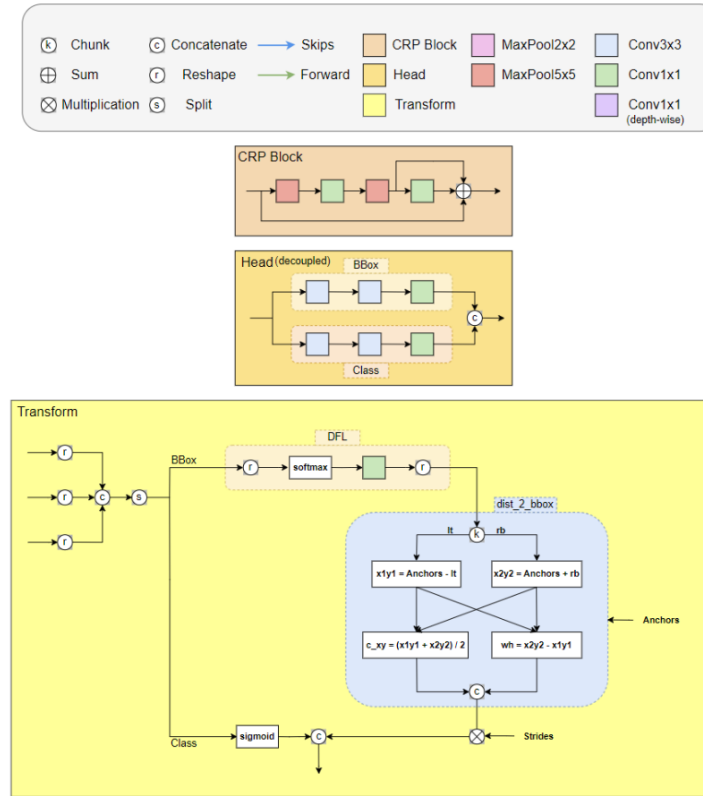 k Chunk c Concatenate Skips CRP Block MaxPool2x2 Conv3x3
Sum r Reshape Forward Head MaxPool5x5 Conv1x1
Multiplication s Split Transform Conv1x1
(depth-wise)
CRP Block
Head (decoupled)
BBox
c
Class
Transform
DFL
r BBox r softmax r
r c s
r
dist_2_bbox
lt k rb
x1y1 = Anchors - lt x2y2 = Anchors + rb
Anchors
c_xy = (x1y1 + x2y2) / 2 wh = x2y2 - x1y1
c
Class sigmoid c Strides